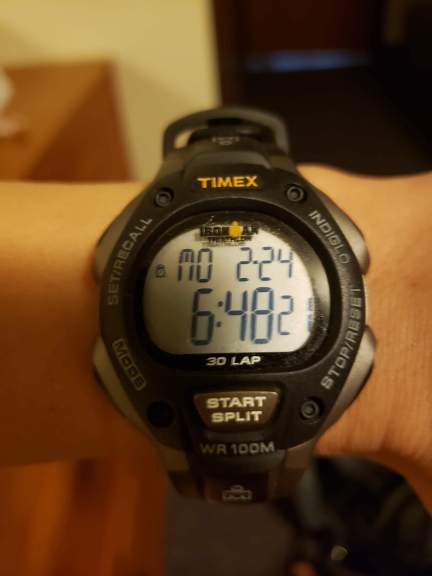 TIMEX
IRONMAN
TRIATHLON
SET/RECALL
INDIGLO
MO 2-24
6:48 2
MODE
STOP/RESET
30 LAP
START
SPLIT
WR 100M